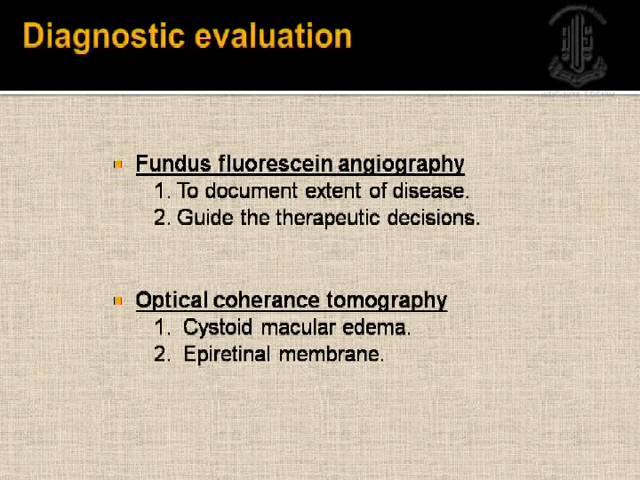 Diagnostic evaluation
Fundus fluorescein angiography
1. To document extent of disease.
2. Guide the therapeutic decisions.
Optical coherance tomography
1. Cystoid macular edema.
2. Epiretinal membrane.